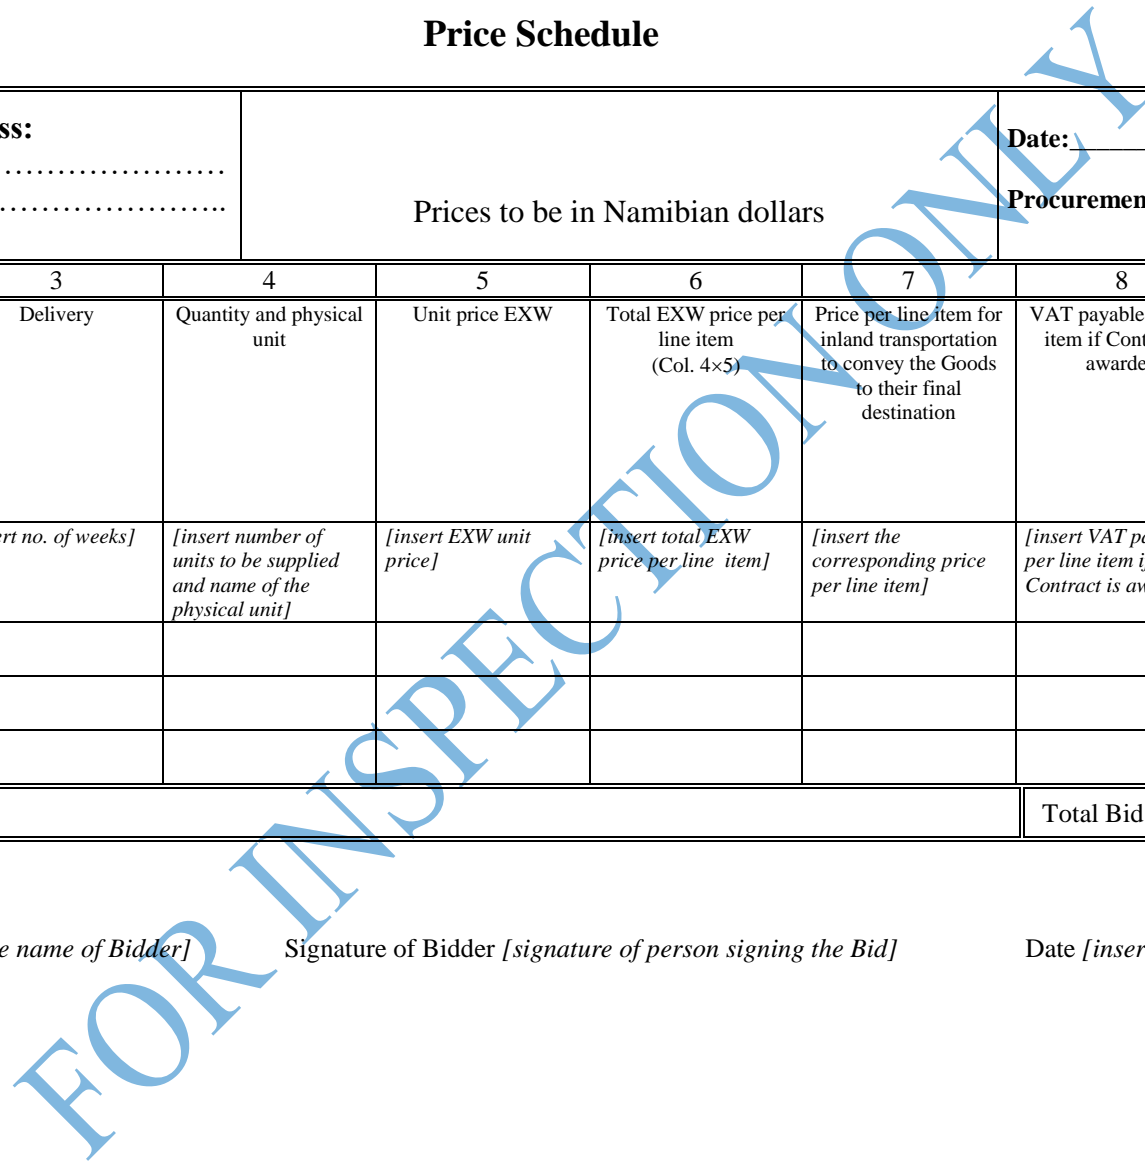 Price Schedule
ss:
Date:______
…………………
…………………..
Prices to be in Namibian dollars
Procuremen
3 4 5 6 7 8
Delivery
Quantity and physical
unit
Unit price EXW
Total EXW price per
line item
(Col. 4×5)
Price per line item for
inland transportation
to convey the Goods
to their final
destination
VAT payable
item if Cont
awarde
rt no. of weeks]
[insert number of
units to be supplied
and name of the
physical unit]
[insert EXW unit
price]
[insert total EXW
price per line item]
[insert the
corresponding price
per line item]
[insert VAT pa
per line item if
Contract is aw
Total Bid
e name of Bidder] Signature of Bidder [signature of person signing the Bid] Date [inser
FOR INSPECTION ONLY